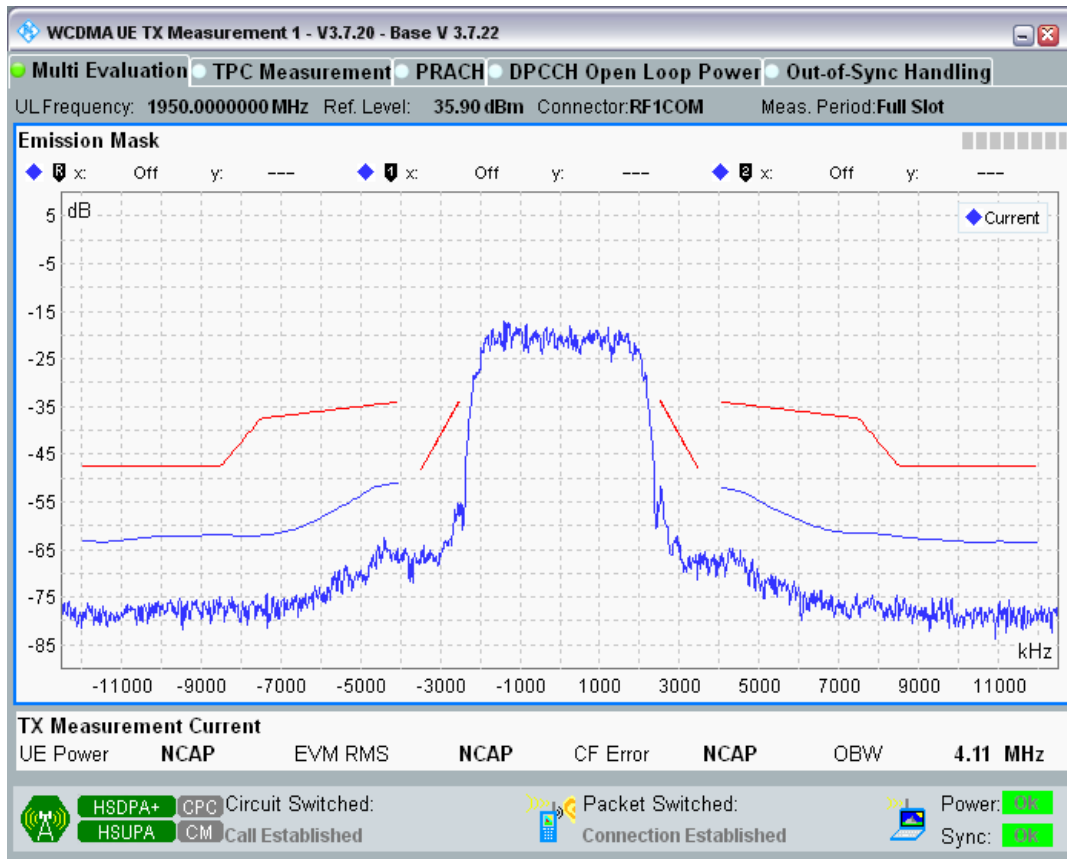 WCDMA UE TX Measurement 1 - V3.7.20 - Base V 3.7.22
Multi Evaluation TPC Measurement PRACH DPCCH Open Loop Power Out-of-Sync Handling
UL Frequency: 1950.0000000 MHz Ref. Level: 35.90 dBm Connector:RF1COM Meas. Period:Full Slot
Emission Mask
R x: Off y: --- 1 x: Off y: --- 2 x: Off y: ---
dB
Current
5
-5
-15
-25
-35
-45
-55
-65
-75
-85
kHz
-11000 -9000 -7000 -5000 -3000 -1000 1000 3000 5000 7000 9000 11000
TX Measurement Current
UE Power NCAP EVM RMS NCAP CF Error NCAP OBW 4.11 MHz
HSDPA+ CPC Circuit Switched: Packet Switched: Power: Ok
HSUPA CM Call Established Connection Established Sync: Ok